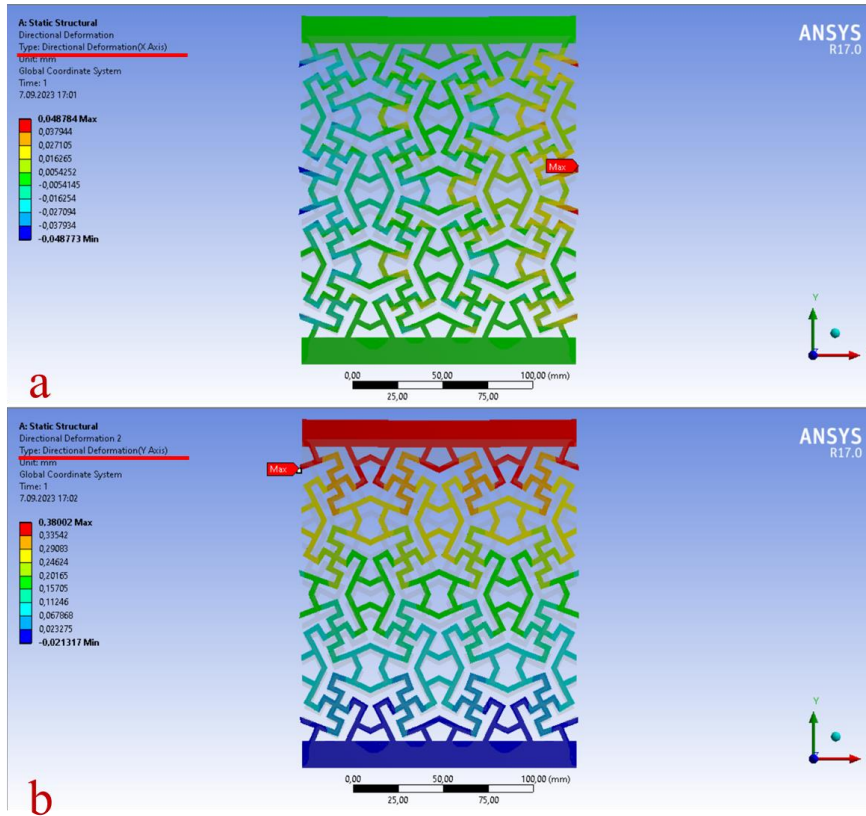 A: Static Structural
Directional Deformation
Type: Directional Deformation(X Axis)
Unit: mm
Global Coordinate System
Time: 1
7.09.2023 17:01
0,048784 Max
0,037944
0,027105
0,016265
0,0054252
-0,0054145
-0,016254
-0,027094
-0,037934
-0,048773 Min
ANSYS
R17.0
Max
Y
0,00 50,00 100,00 (mm)
25,00 75,00
a
A: Static Structural
Directional Deformation 2
Type: Directional Deformation(Y Axis)
Unit: mm
Global Coordinate System
Time: 1
7.09.2023 17:02
0,38002 Max
0,33542
0,29083
0,24624
0,20165
0,15705
0,11246
0,067868
0,023275
-0,021317 Min
ANSYS
R17.0
Max
Y
0,00 50,00 100,00 (mm)
25,00 75,00
b